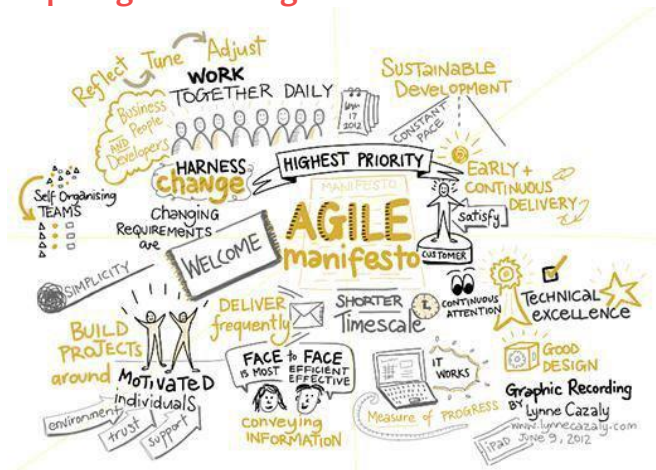 Reflect
Tune
Adjust
WORK
TOGETHER DAILY
Business
People
AND
Developers
17
2012
SUSTAINABLE
DEVELOPMENT
CONSTANT
PACE
HARNESS
change
HIGHEST PRIORITY
EARLY +
CONTINUOUS
DELIVERY
Satisfy
CUSTOMER
Self Organising
TEAMS
CHANGING
REQUIREMENTS
are
WELCOME
MANIFESTO
AGILE
manifesto
SIMPLICITY
DELIVER
frequently
SHORTER
Timescale
CONTINUOUS
ATTENTION
TECHNICAL
excellence
BUILD
PROJECTS
around
MOTIVATED
individuals
environment
trust
support
FACE to FACE
IS MOST EFFICIENT
EFFECTIVE
conveying
INFORMATION
IT
WORKS
Measure of PROGRESS
GOOD
DESIGN
Graphic Recording
BY Lynne Cazaly
www.lynnecazaly.com
iPad JUNE 9, 2012